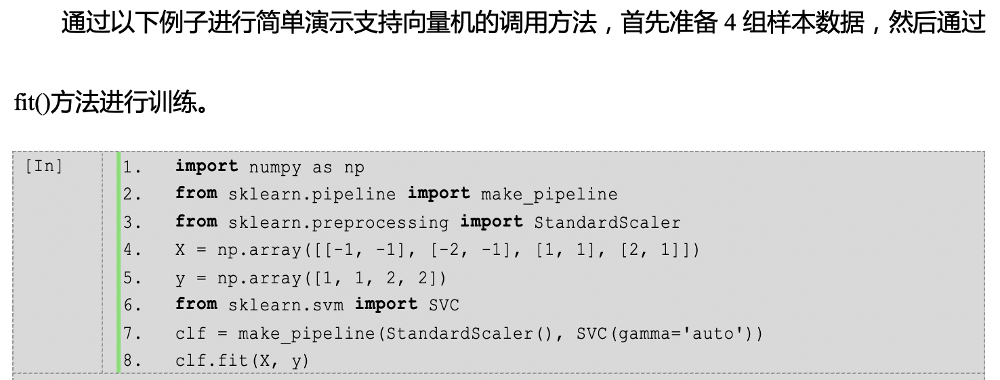 通过以下例子进行简单演示支持向量机的调用方法，首先准备 4 组样本数据，然后通过
fit()方法进行训练。
[In] 1. import numpy as np
2. from sklearn.pipeline import make_pipeline
3. from sklearn.preprocessing import StandardScaler
4. X = np.array([[-1, -1], [-2, -1], [1, 1], [2, 1]])
5. y = np.array([1, 1, 2, 2])
6. from sklearn.svm import SVC
7. clf = make_pipeline(StandardScaler(), SVC(gamma='auto'))
8. clf.fit(X, y)